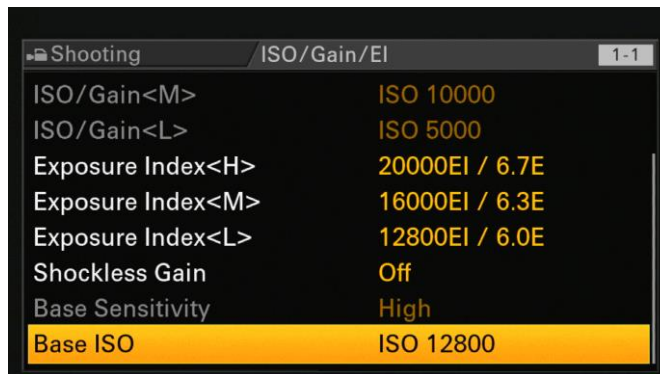 Shooting ISO/Gain/EI 1-1
ISO/Gain<M> ISO 10000
ISO/Gain<L> ISO 5000
Exposure Index<H> 20000EI / 6.7E
Exposure Index<M> 16000EI / 6.3E
Exposure Index<L> 12800EI / 6.0E
Shockless Gain Off
Base Sensitivity High
Base ISO ISO 12800